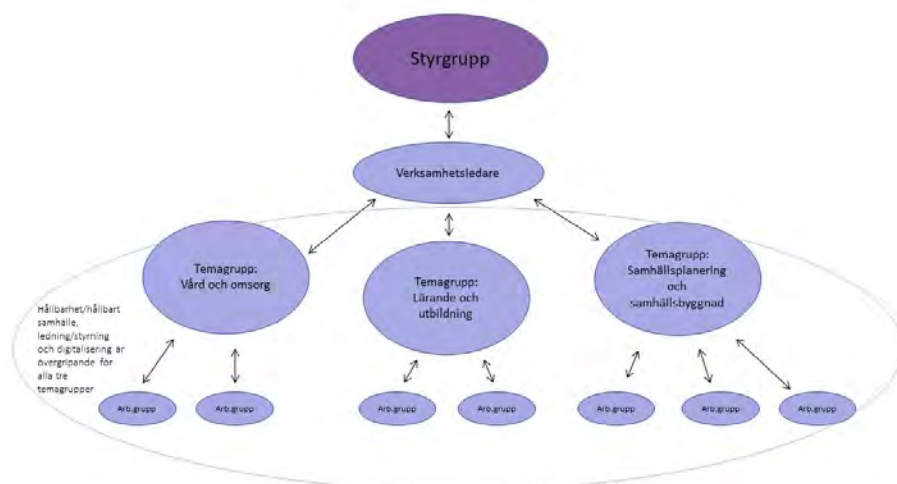 Styrgrupp
Verksamhetsledare
Temagrupp:
Vård och omsorg
Temagrupp:
Lärande och
utbildning
Temagrupp:
Samhällsplanering
och
samhällsbyggnad
Hållbarhet/hållbart
samhälle,
ledning/styrning
och digitalisering är
övergripande för
alla tre
temagrupper
Arb.grupp
Arb.grupp
Arb.grupp
Arb.grupp
Arb.grupp
Arb.grupp
Arb.grupp